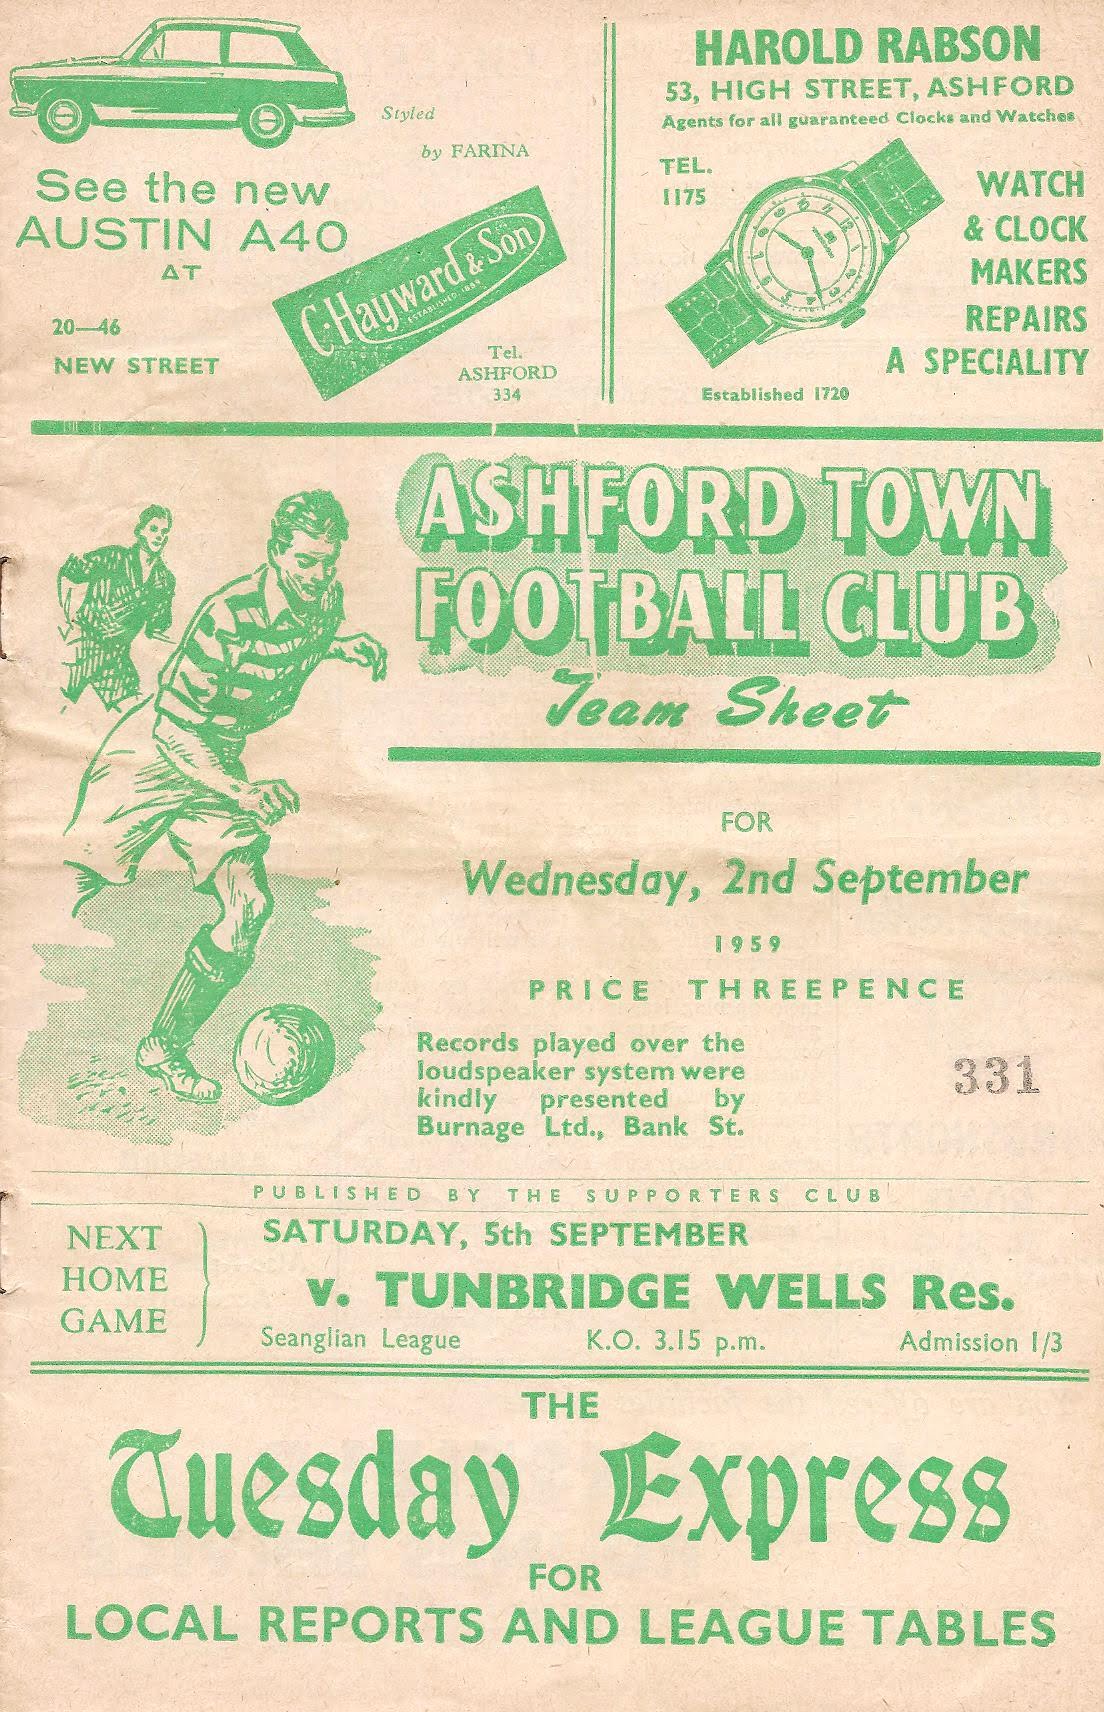 Styled
by FARINA
See the new
AUSTIN A40
AT
20—46
NEW STREET
C. Hayward & Son
ESTABLISHED 1889
Tel.
ASHFORD
334
HAROLD RABSON
53, HIGH STREET, ASHFORD
Agents for all guaranteed Clocks and Watches
TEL.
1175
WATCH
& CLOCK
MAKERS
REPAIRS
A SPECIALITY
Established 1720
ASHFORD TOWN
FOOTBALL CLUB
Team Sheet
FOR
Wednesday, 2nd September
1959
PRICE THREEPENCE
Records played over the
loudspeaker system were
kindly presented by
Burnage Ltd., Bank St.
331
PUBLISHED BY THE SUPPORTERS CLUB
NEXT
HOME
GAME
SATURDAY, 5th SEPTEMBER
v. TUNBRIDGE WELLS Res.
Seanglian League K.O. 3.15 p.m. Admission 1/3
THE
Tuesday Express
FOR
LOCAL REPORTS AND LEAGUE TABLES